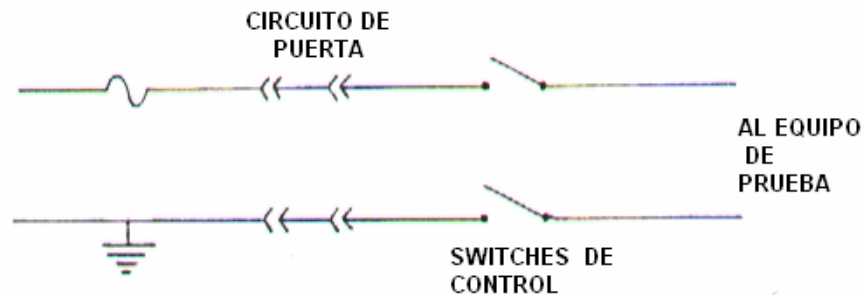 CIRCUITO DE
PUERTA
AL EQUIPO
DE
PRUEBA
SWITCHES DE
CONTROL